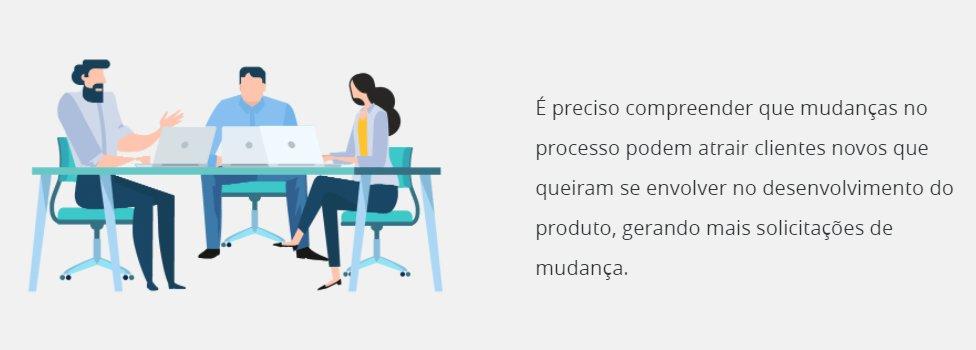 É preciso compreender que mudanças no
processo podem atrair clientes novos que
queiram se envolver no desenvolvimento do
produto, gerando mais solicitações de
mudança.